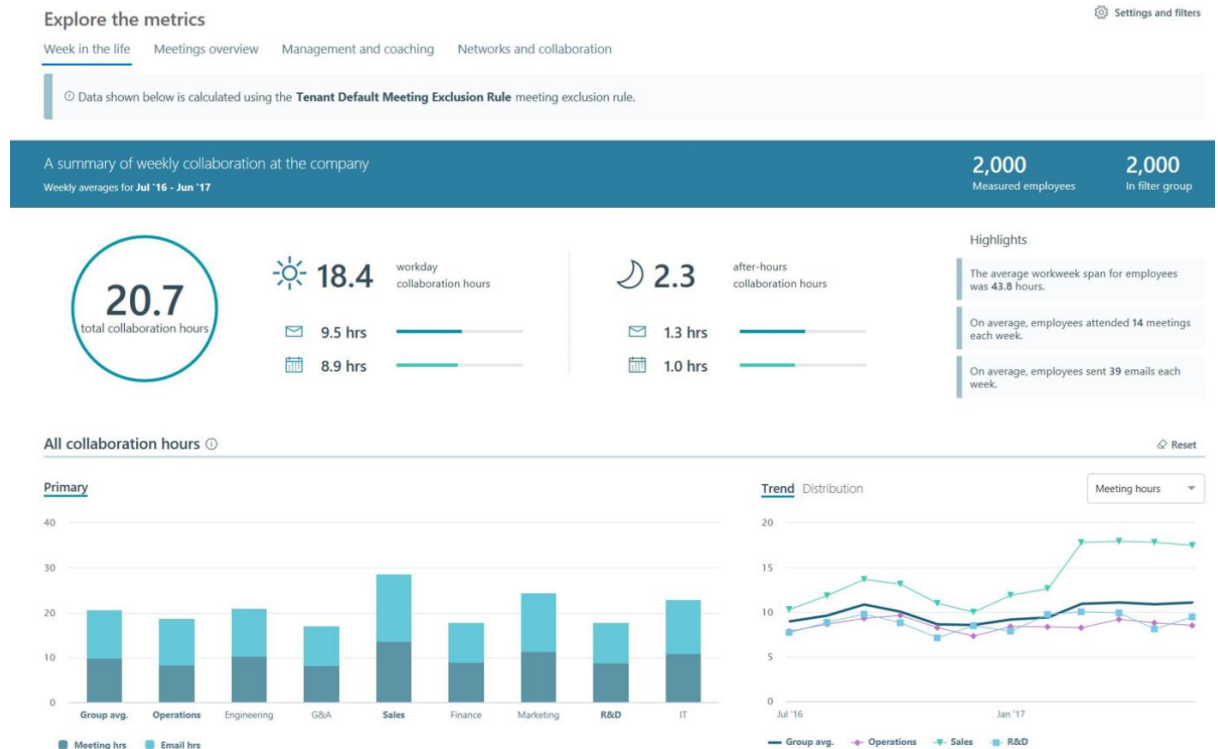 Explore the metrics
Settings and filters
Week in the life
Meetings overview
Management and coaching
Networks and collaboration
Data shown below is calculated using the Tenant Default Meeting Exclusion Rule meeting exclusion rule.
A summary of weekly collaboration at the company
Weekly averages for Jul '16 - Jun '17
2,000
Measured employees
2,000
In filter group
20.7
total collaboration hours
18.4
workday
collaboration hours
9.5 hrs
8.9 hrs
2.3
after-hours
collaboration hours
1.3 hrs
1.0 hrs
Highlights
The average workweek span for employees
was 43.8 hours.
On average, employees attended 14 meetings
each week.
On average, employees sent 39 emails each
week.
All collaboration hours
Reset
Primary
40
30
20
10
0
Group avg.
Operations
Engineering
G&A
Sales
Finance
Marketing
R&D
IT
Meeting hrs
Email hrs
Trend
Distribution
Meeting hours
20
15
10
5
0
Jul '16
Jan '17
Group avg.
Operations
Sales
R&D